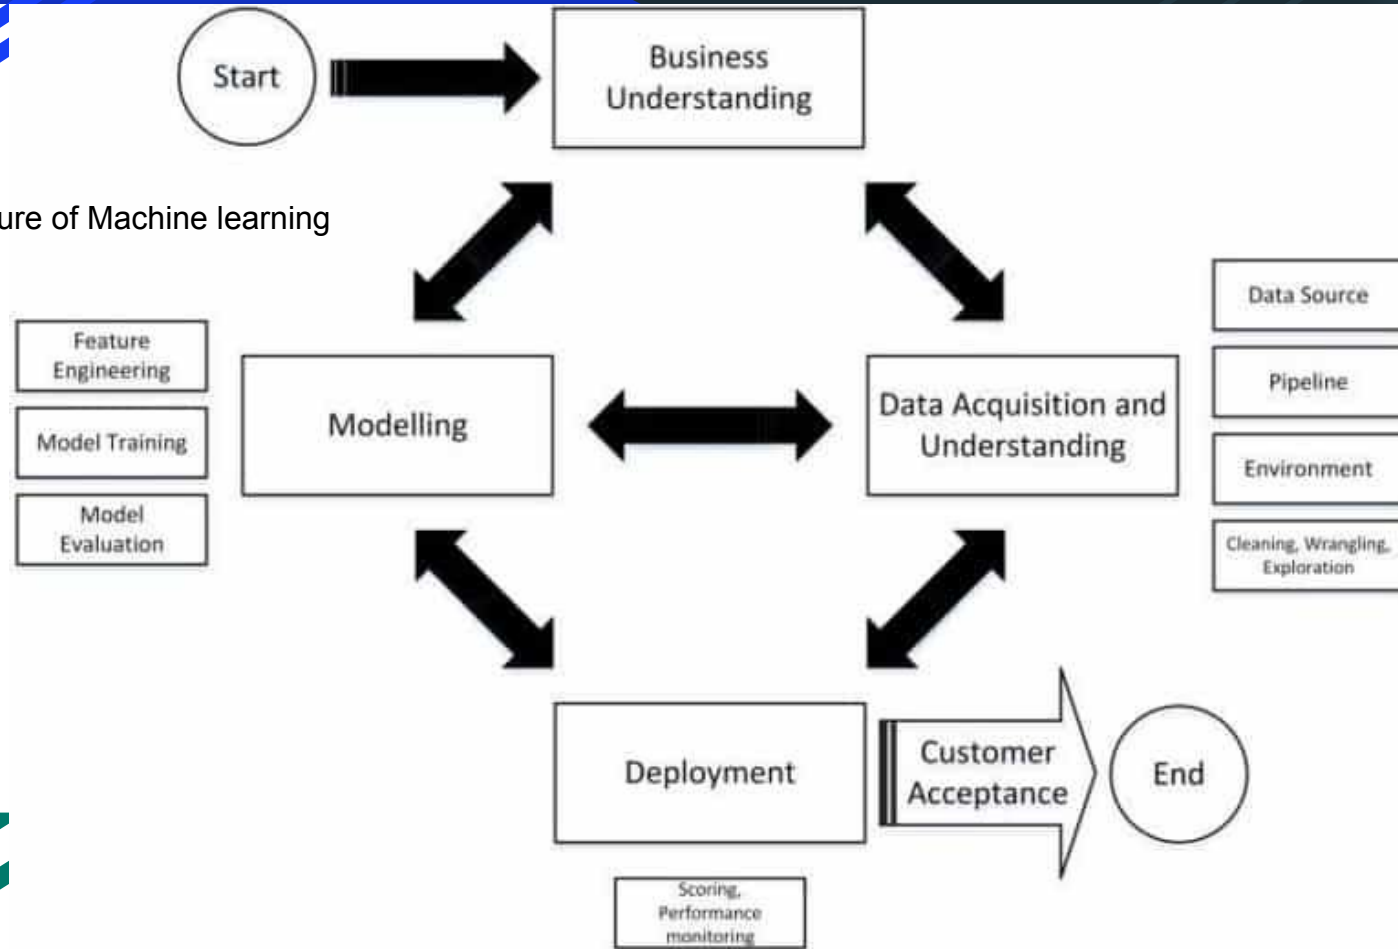 Start
Business
Understanding
ure of Machine learning
Feature
Engineering
Model Training
Model
Evaluation
Modelling
Data Acquisition and
Understanding
Data Source
Pipeline
Environment
Cleaning, Wrangling,
Exploration
Deployment
Customer
Acceptance
End
Scoring,
Performance
monitoring